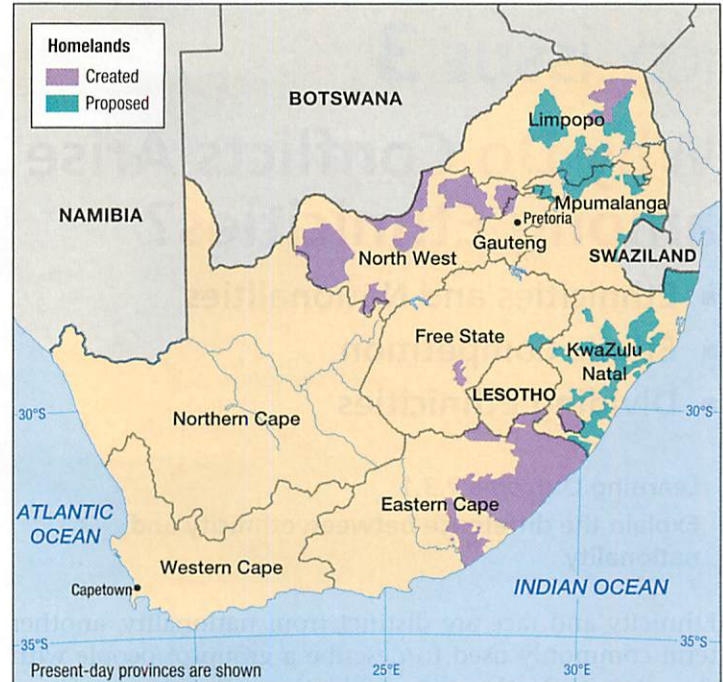 Homelands
Created
Proposed
BOTSWANA
Limpopo
NAMIBIA
Mpumalanga
Pretoria
Gauteng
North West
SWAZILAND
Free State
KwaZulu
Natal
LESOTHO
30°S
30°S
Northern Cape
ATLANTIC
OCEAN
Eastern Cape
Western Cape
Capetown
INDIAN OCEAN
35°S
25°E
30°E
35°S
Present-day provinces are shown